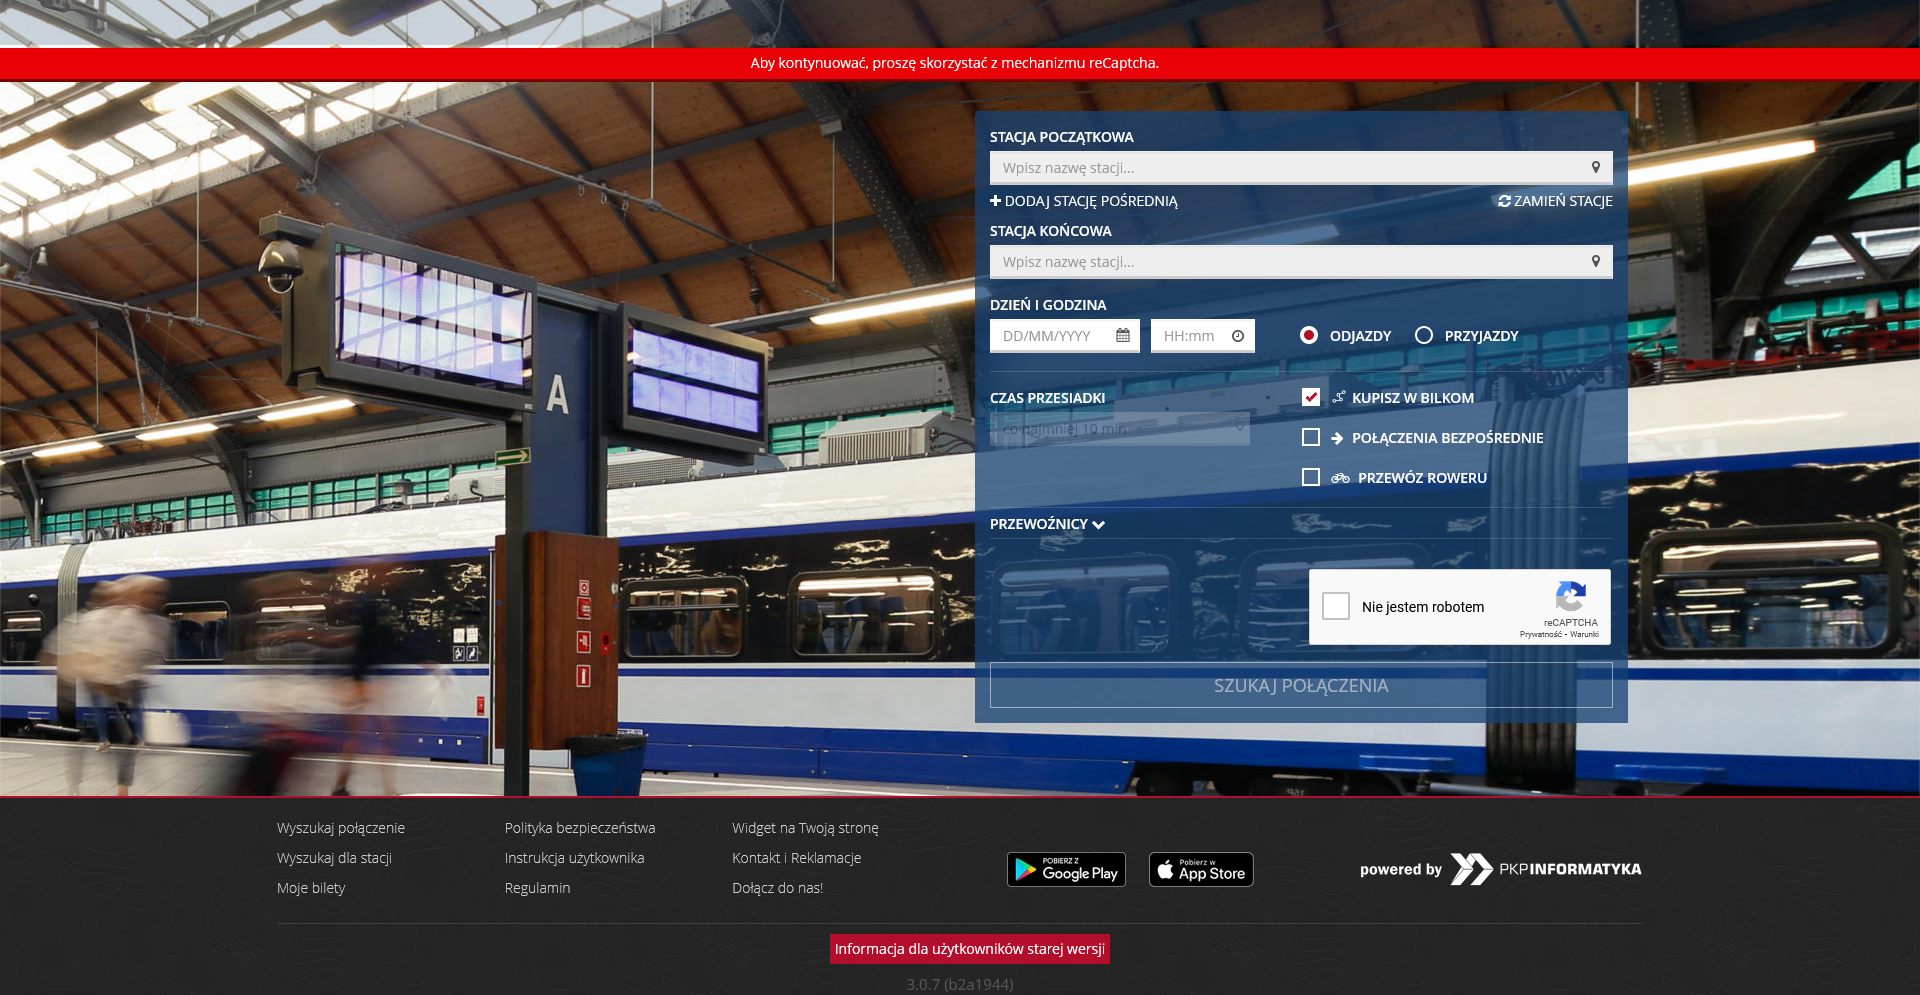 Aby kontynuować, proszę skorzystać z mechanizmu reCaptcha.
STACJA POCZĄTKOWA
Wpisz nazwę stacji...
DODAJ STACJĘ POŚREDNIĄ
ZAMIEŃ STACJE
STACJA KOŃCOWA
Wpisz nazwę stacji...
DZIEŃ I GODZINA
DD/MM/YYYY
HH:mm
ODJAZDY
PRZYJAZDY
CZAS PRZESIADKI
co najmniej 10 min
KUPISZ W BILKOM
POŁĄCZENIA BEZPOŚREDNIE
PRZEWÓZ ROWERU
PRZEWOŹNICY
Nie jestem robotem
reCAPTCHA
Prywatność - Warunki
SZUKAJ POŁĄCZENIA
A
Wyszukaj połączenie
Wyszukaj dla stacji
Moje bilety
Polityka bezpieczeństwa
Instrukcja użytkownika
Regulamin
Widget na Twoją stronę
Kontakt i Reklamacje
Dołącz do nas!
POBIERZ Z
Google Play
Pobierz w
App Store
powered by PKPINFORMATYKA
Informacja dla użytkowników starej wersji
3.0.7 (b2a1944)